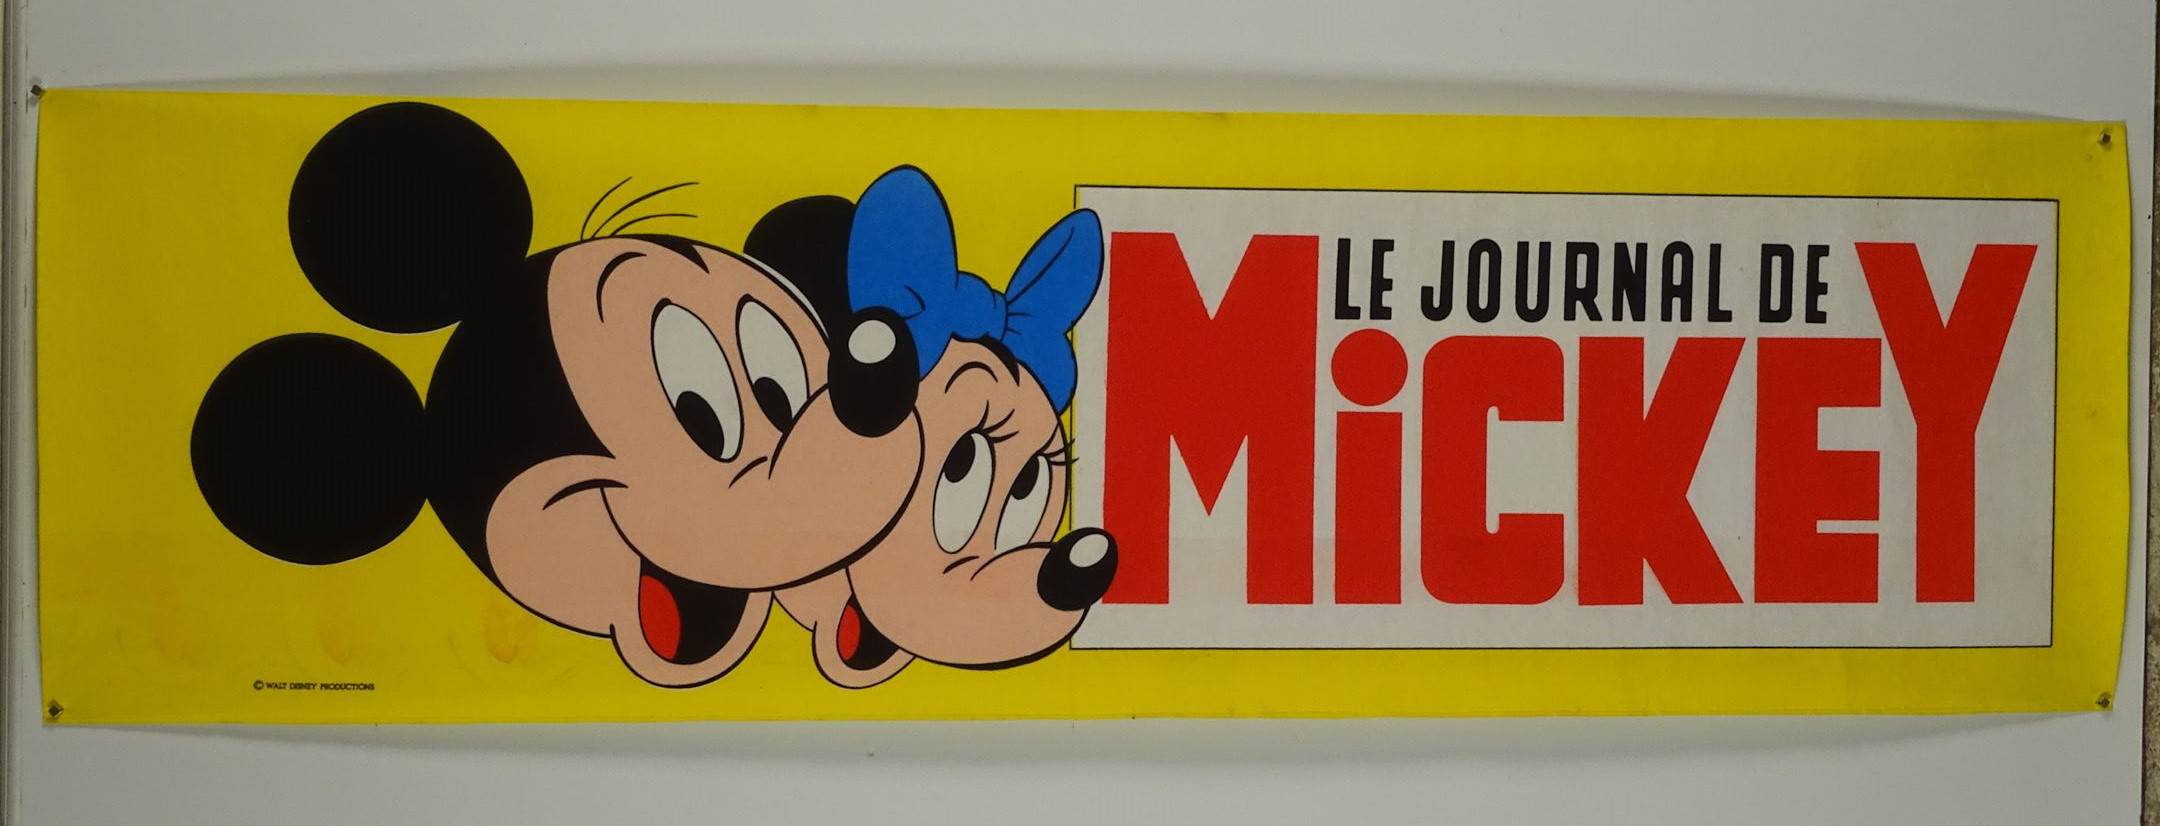 LE JOURNAL DE
MiCKEY
© WALT DISNEY PRODUCTIONS